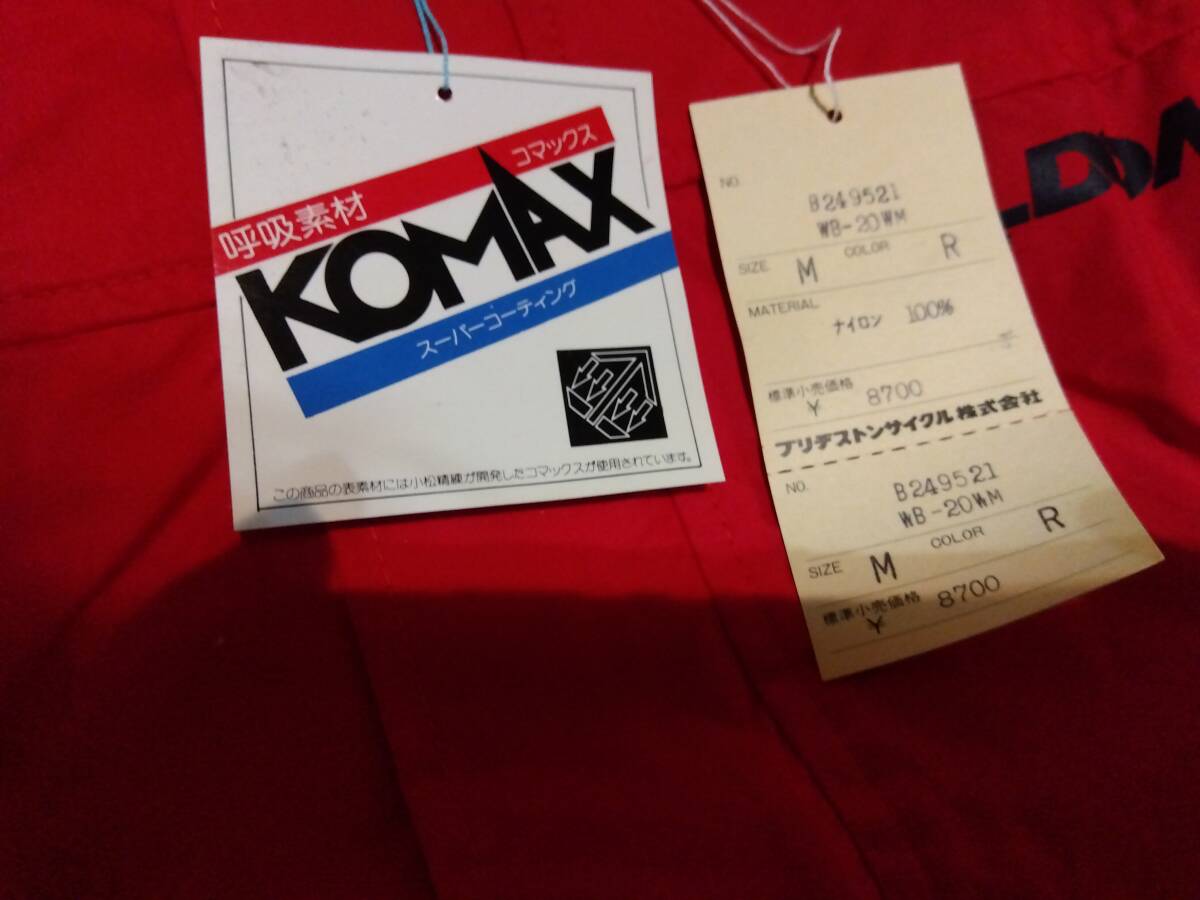 コマックス
呼吸素材
KOMAX
スーパーコーティング
この商品の表素材には小松精練が開発したコマックスが使用されています。
NO.
B249521
WB-20WM
SIZE M COLOR R
MATERIAL
ナイロン 100%
標準小売価格
¥ 8700
ブリヂストンサイクル株式会社
NO.
B249521
WB-20WM
SIZE M COLOR R
標準小売価格
¥ 8700